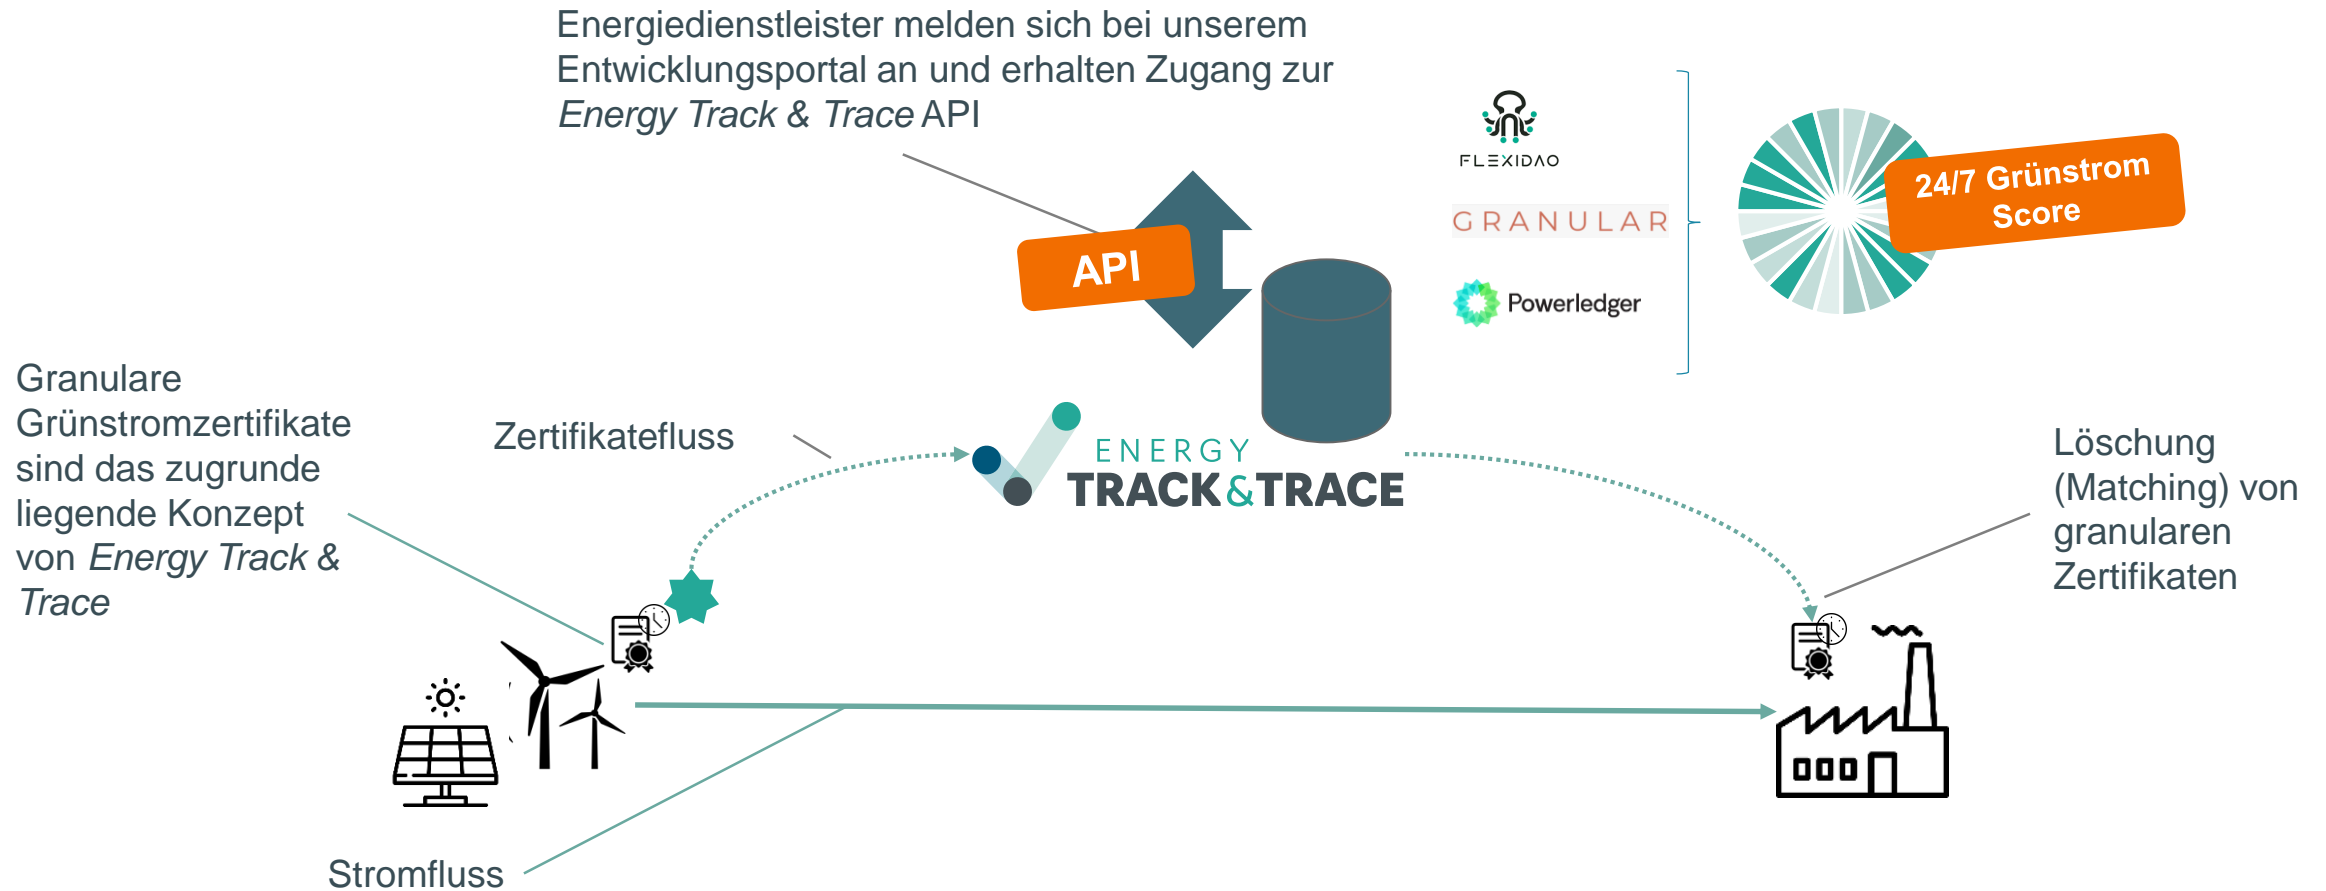 Energiedienstleister melden sich bei unserem
Entwicklungsportal an und erhalten Zugang zur
Energy Track & Trace API
FLEXIDAO
GRANULAR
Powerledger
24/7 Grünstrom
Score
API
Granulare
Grünstromzertifikate
sind das zugrunde
liegende Konzept
von Energy Track &
Trace
Zertifikatefluss
ENERGY
TRACK&TRACE
Löschung
(Matching) von
granularen
Zertifikaten
Stromfluss